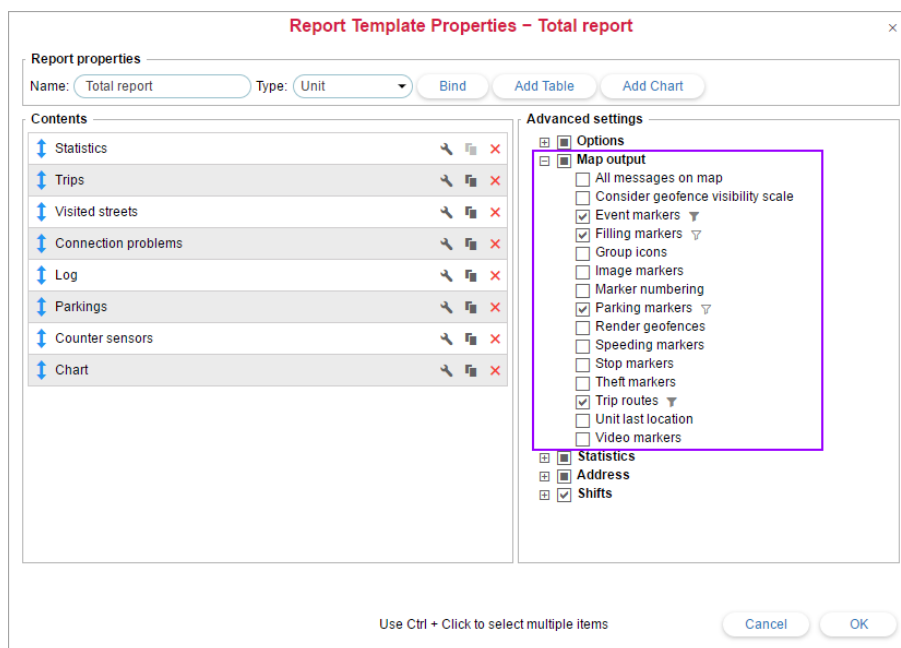 Report Template Properties – Total report
Report properties
Name: Total report Type: Unit Bind Add Table Add Chart
Contents
Statistics
Trips
Visited streets
Connection problems
Log
Parkings
Counter sensors
Chart
Advanced settings
Options
Map output
All messages on map
Consider geofence visibility scale
Event markers
Filling markers
Group icons
Image markers
Marker numbering
Parking markers
Render geofences
Speeding markers
Stop markers
Theft markers
Trip routes
Unit last location
Video markers
Statistics
Address
Shifts
Use Ctrl + Click to select multiple items Cancel OK